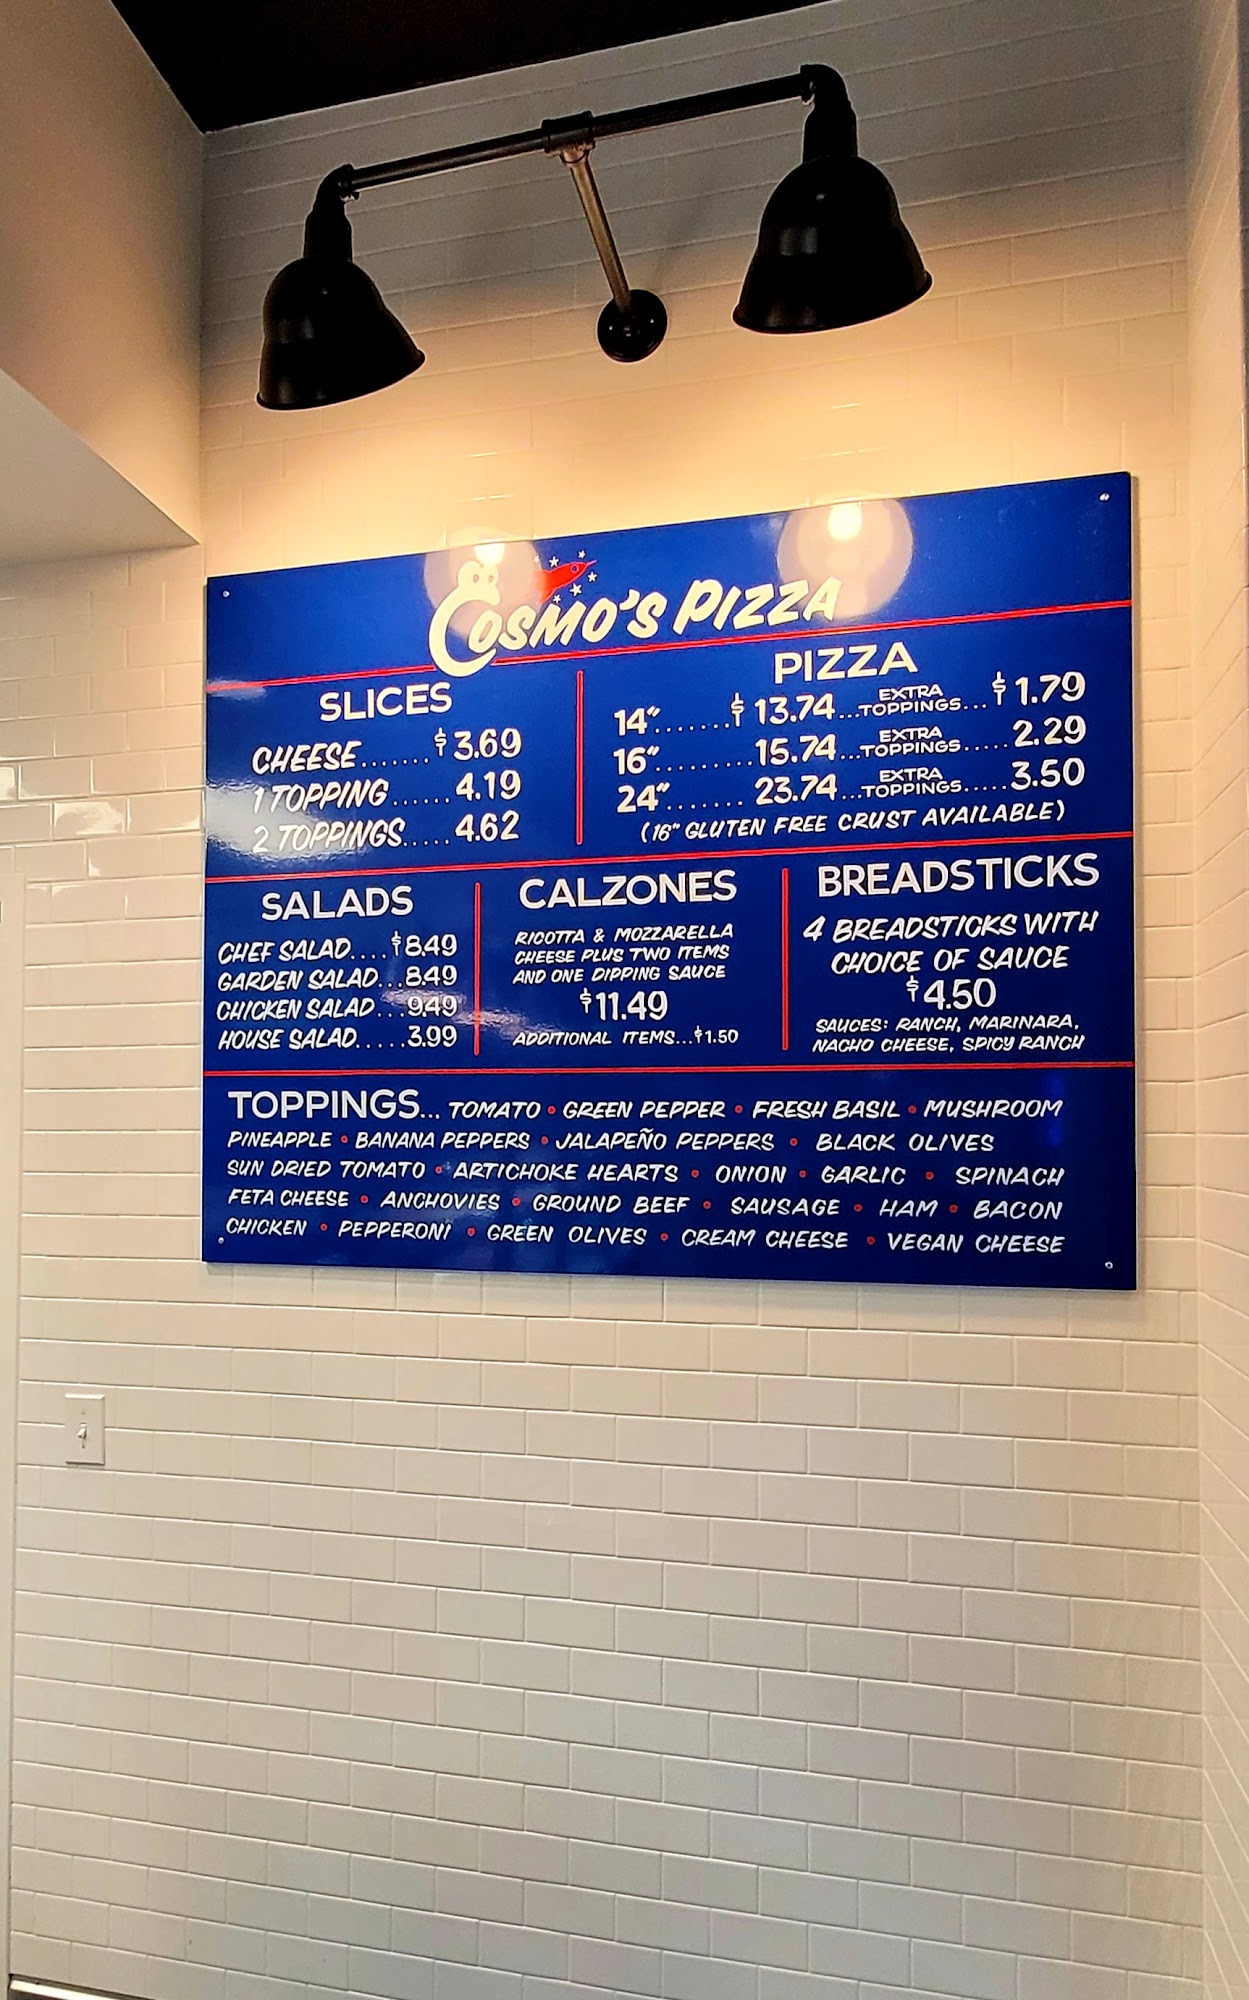 COSMO'S PIZZA
SLICES
CHEESE.......$3.69
1 TOPPING......4.19
2 TOPPINGS.....4.62
PIZZA
14".......$13.74...EXTRA TOPPINGS...$1.79
16".........15.74...EXTRA TOPPINGS.....2.29
24".......23.74...EXTRA TOPPINGS.....3.50
(16" GLUTEN FREE CRUST AVAILABLE)
SALADS
CHEF SALAD....$8.49
GARDEN SALAD...8.49
CHICKEN SALAD...9.49
HOUSE SALAD.....3.99
CALZONES
RICOTTA & MOZZARELLA
CHEESE PLUS TWO ITEMS
AND ONE DIPPING SAUCE
$11.49
ADDITIONAL ITEMS...$1.50
BREADSTICKS
4 BREADSTICKS WITH
CHOICE OF SAUCE
$4.50
SAUCES: RANCH, MARINARA,
NACHO CHEESE, SPICY RANCH
TOPPINGS... TOMATO • GREEN PEPPER • FRESH BASIL • MUSHROOM
PINEAPPLE • BANANA PEPPERS • JALAPEÑO PEPPERS • BLACK OLIVES
SUN DRIED TOMATO • ARTICHOKE HEARTS • ONION • GARLIC • SPINACH
FETA CHEESE • ANCHOVIES • GROUND BEEF • SAUSAGE • HAM • BACON
CHICKEN • PEPPERONI • GREEN OLIVES • CREAM CHEESE • VEGAN CHEESE